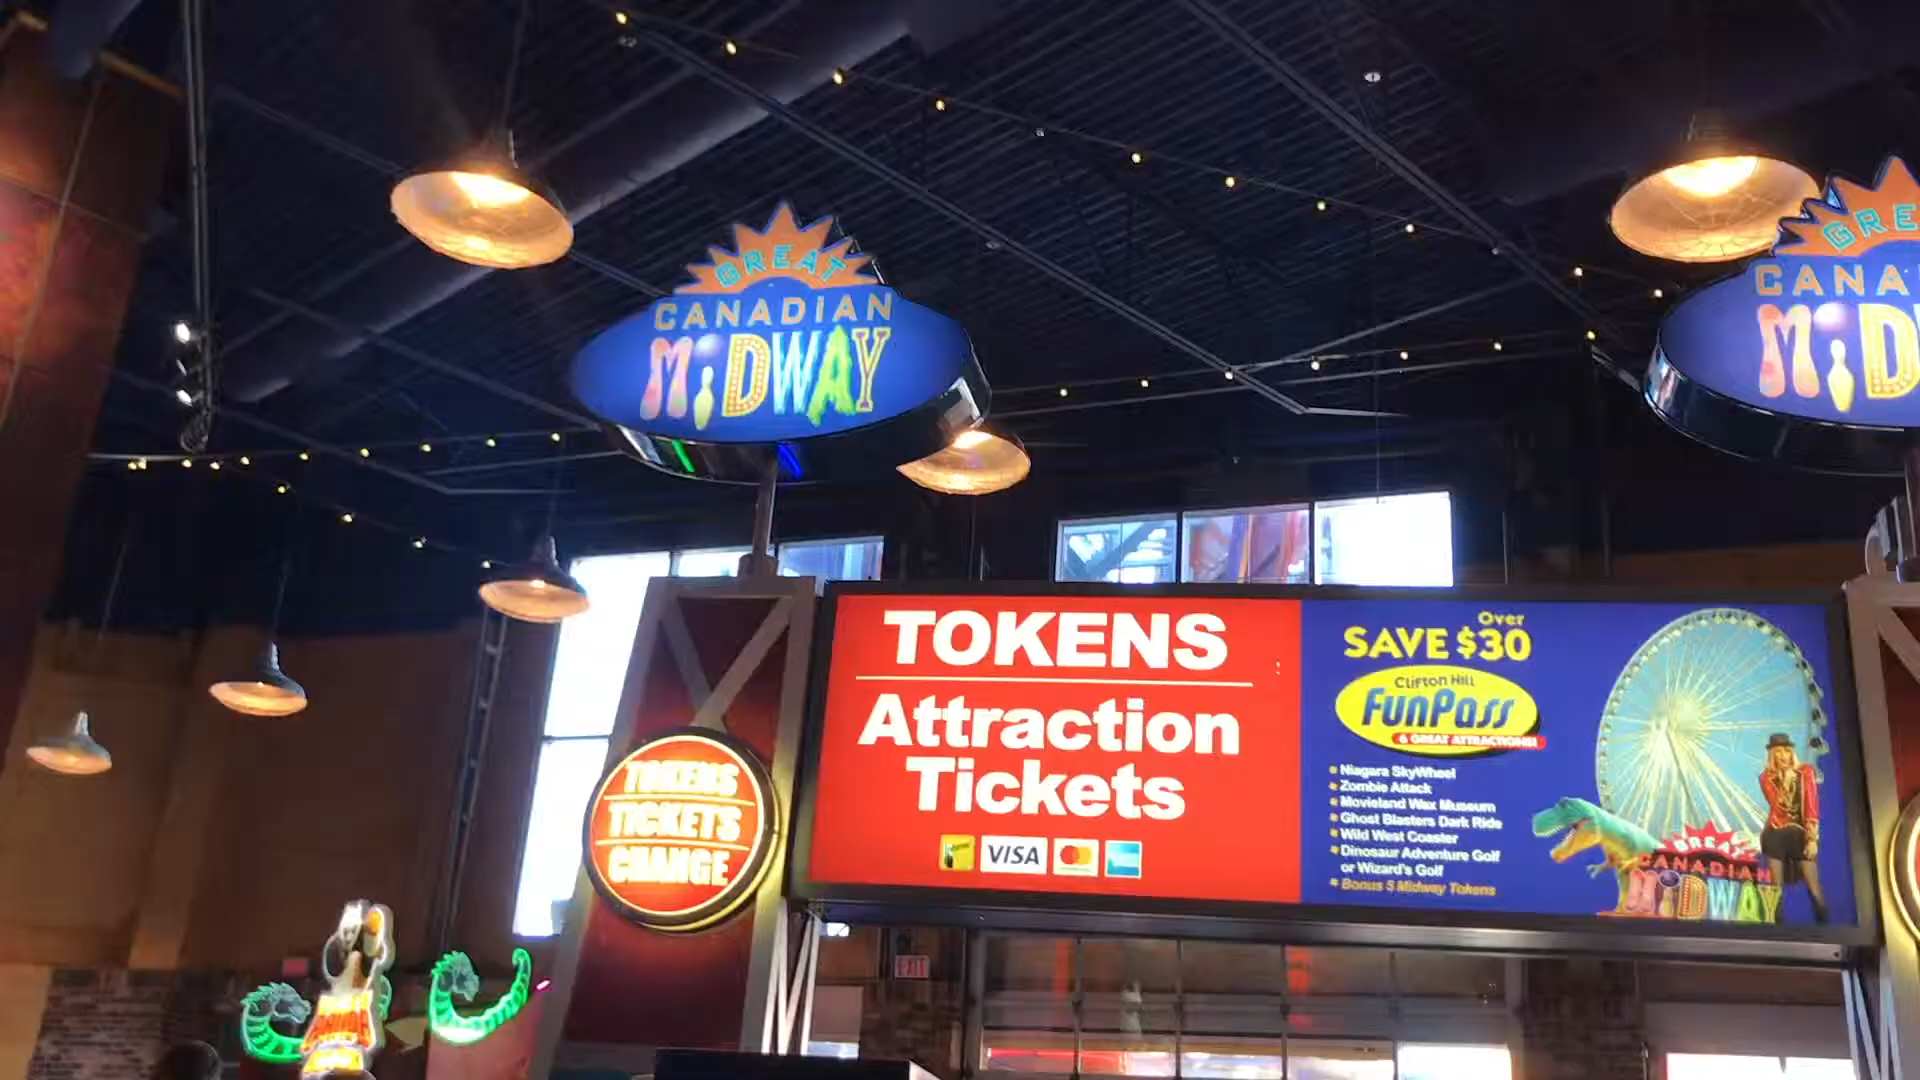 GREAT
CANADIAN
MiDWAY
GRE
CANA
MiD
TOKENS
Attraction
Tickets
VISA
Over
SAVE $30
Clifton Hill
FunPass
6 GREAT ATTRACTIONS!
Niagara SkyWheel
Zombie Attack
Movieland Wax Museum
Ghost Blasters Dark Ride
Wild West Coaster
Dinosaur Adventure Golf
or Wizard's Golf
Bonus 5 Midway Tokens
GREAT
CANADIAN
MiDWAY
TOKENS
TICKETS
CHANGE
EXIT